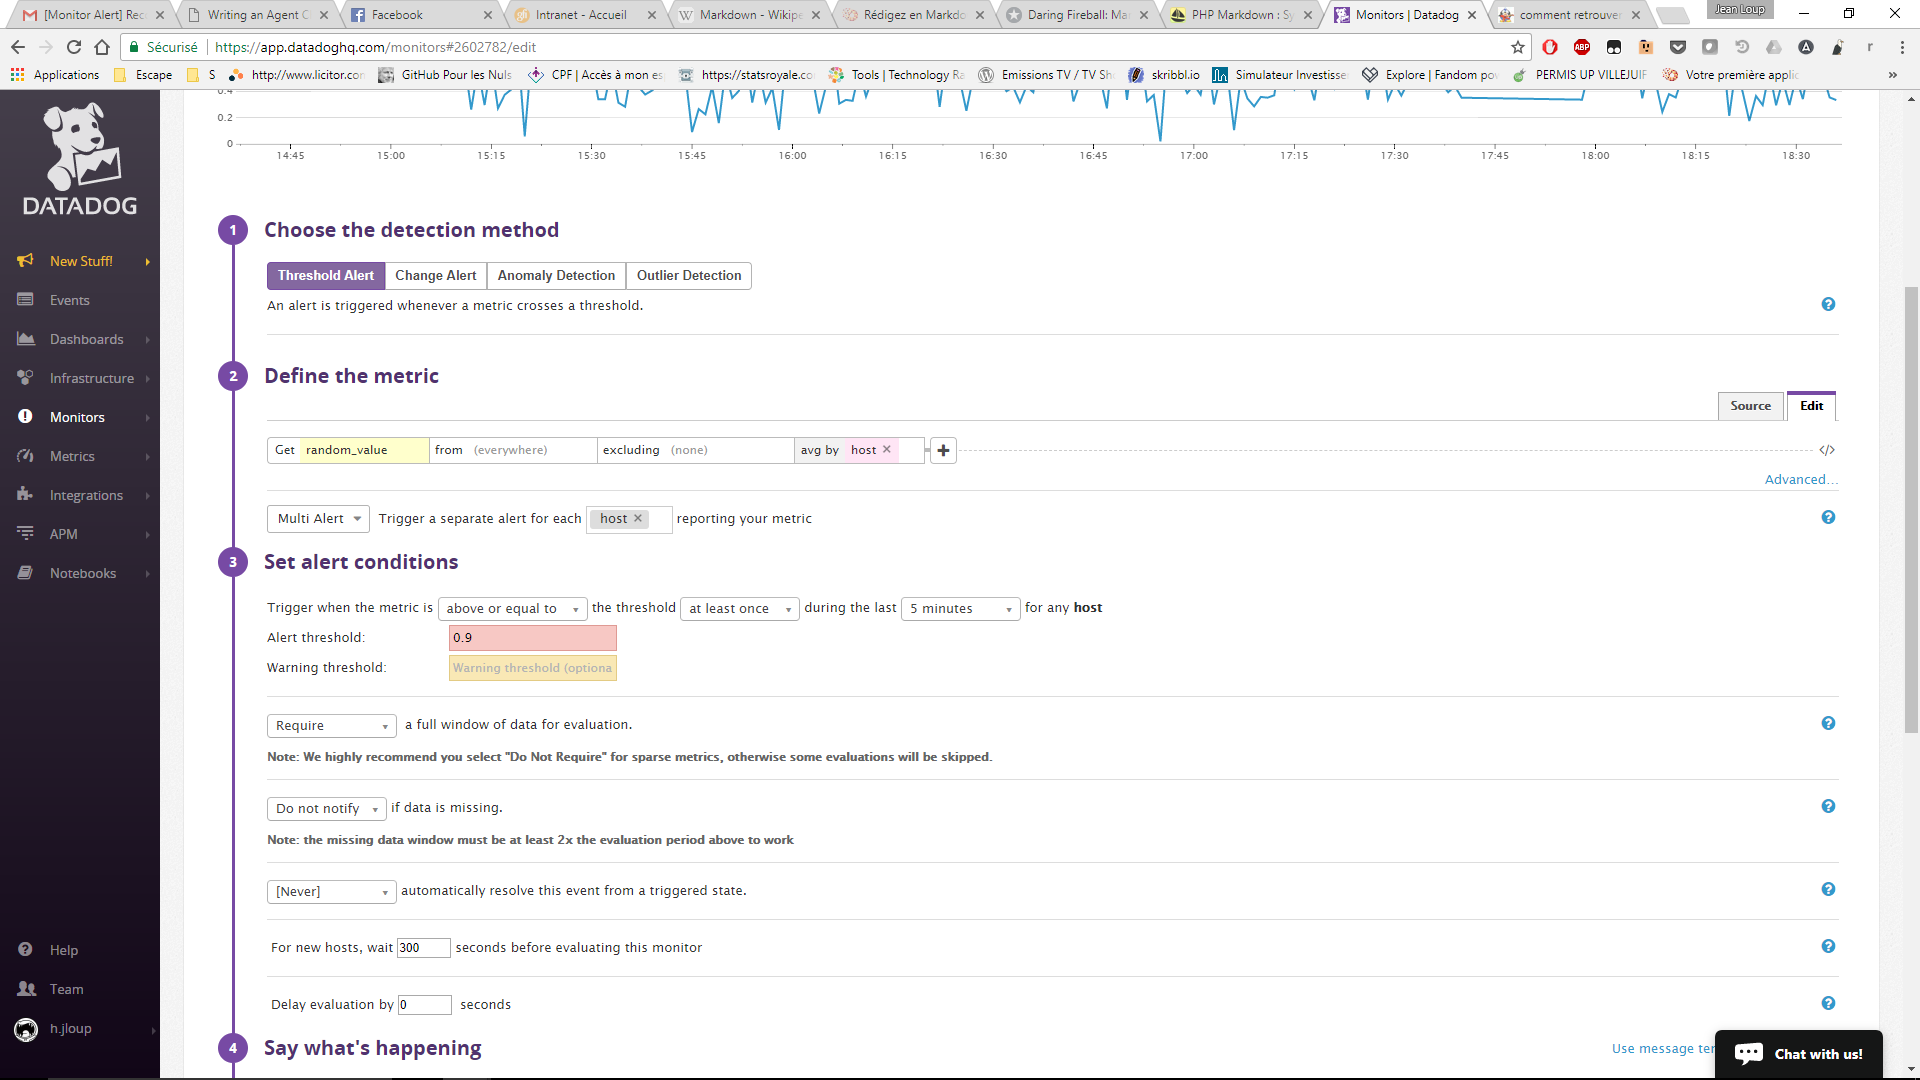 [Monitor Alert] Rec
Writing an Agent C
Facebook
Intranet - Accueil
Markdown - Wikipe
Rédigez en Markdo
Daring Fireball: Ma
PHP Markdown : Sy
Monitors | Datadog
comment retrouver
Jean Loup
Sécurisé
https://app.datadoghq.com/monitors#2602782/edit
Applications
Escape
S
http://www.licitor.con
GitHub Pour les Nuls
CPF | Accès à mon es
https://statsroyale.co
Tools | Technology Ra
Emissions TV / TV Sh
skribbl.io
Simulateur Investisse
Explore | Fandom pow
PERMIS UP VILLEJUIF
Votre première applic
»
DATADOG
New Stuff!
Events
Dashboards
Infrastructure
Monitors
Metrics
Integrations
APM
Notebooks
Help
Team
h.jloup
0.4
0.2
0
14:45 15:00 15:15 15:30 15:45 16:00 16:15 16:30 16:45 17:00 17:15 17:30 17:45 18:00 18:15 18:30
1 Choose the detection method
Threshold Alert Change Alert Anomaly Detection Outlier Detection
An alert is triggered whenever a metric crosses a threshold.
2 Define the metric
Source Edit
Get random_value from (everywhere) excluding (none) avg by host × + </>
Advanced...
Multi Alert Trigger a separate alert for each host × reporting your metric
3 Set alert conditions
Trigger when the metric is above or equal to the threshold at least once during the last 5 minutes for any host
Alert threshold: 0.9
Warning threshold: Warning threshold (optiona
Require a full window of data for evaluation.
Note: We highly recommend you select "Do Not Require" for sparse metrics, otherwise some evaluations will be skipped.
Do not notify if data is missing.
Note: the missing data window must be at least 2x the evaluation period above to work
[Never] automatically resolve this event from a triggered state.
For new hosts, wait 300 seconds before evaluating this monitor
Delay evaluation by 0 seconds
4 Say what's happening
Use message ter
Chat with us!